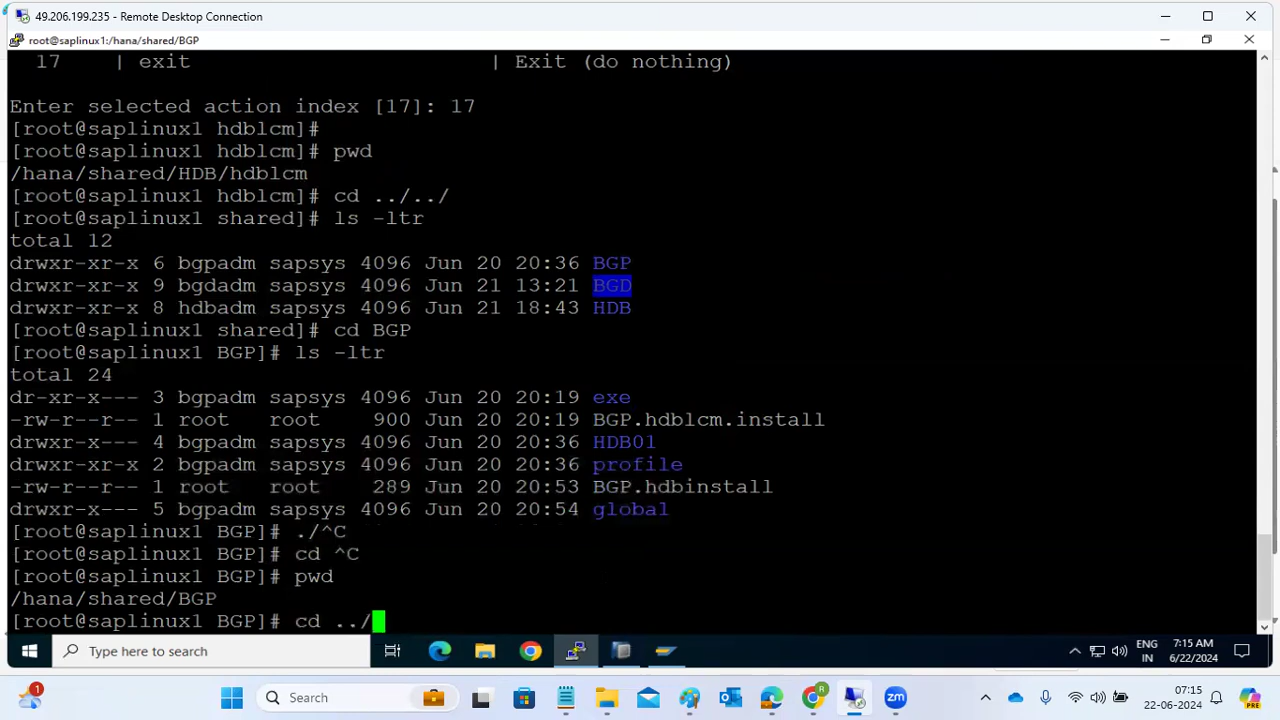 49.206.199.235 - Remote Desktop Connection
root@saplinux1:/hana/shared/BGP
17 | exit | Exit (do nothing)
Enter selected action index [17]: 17
[root@saplinux1 hdblcm]#
[root@saplinux1 hdblcm]# pwd
/hana/shared/HDB/hdblcm
[root@saplinux1 hdblcm]# cd ../../
[root@saplinux1 shared]# ls -ltr
total 12
drwxr-xr-x 6 bgpadm sapsys 4096 Jun 20 20:36 BGP
drwxr-xr-x 9 bgdadm sapsys 4096 Jun 21 13:21 BGD
drwxr-xr-x 8 hdbadm sapsys 4096 Jun 21 18:43 HDB
[root@saplinux1 shared]# cd BGP
[root@saplinux1 BGP]# ls -ltr
total 24
dr-xr-x--- 3 bgpadm sapsys 4096 Jun 20 20:19 exe
-rw-r--r-- 1 root root 900 Jun 20 20:19 BGP.hdblcm.install
drwxr-x--- 4 bgpadm sapsys 4096 Jun 20 20:36 HDB01
drwxr-xr-x 2 bgpadm sapsys 4096 Jun 20 20:36 profile
-rw-r--r-- 1 root root 289 Jun 20 20:53 BGP.hdbinstall
drwxr-x--- 5 bgpadm sapsys 4096 Jun 20 20:54 global
[root@saplinux1 BGP]# ./^C
[root@saplinux1 BGP]# cd ^C
[root@saplinux1 BGP]# pwd
/hana/shared/BGP
[root@saplinux1 BGP]# cd ../
Type here to search
ENG
IN
7:15 AM
6/22/2024
1
Search
zm
07:15
22-06-2024
PRE